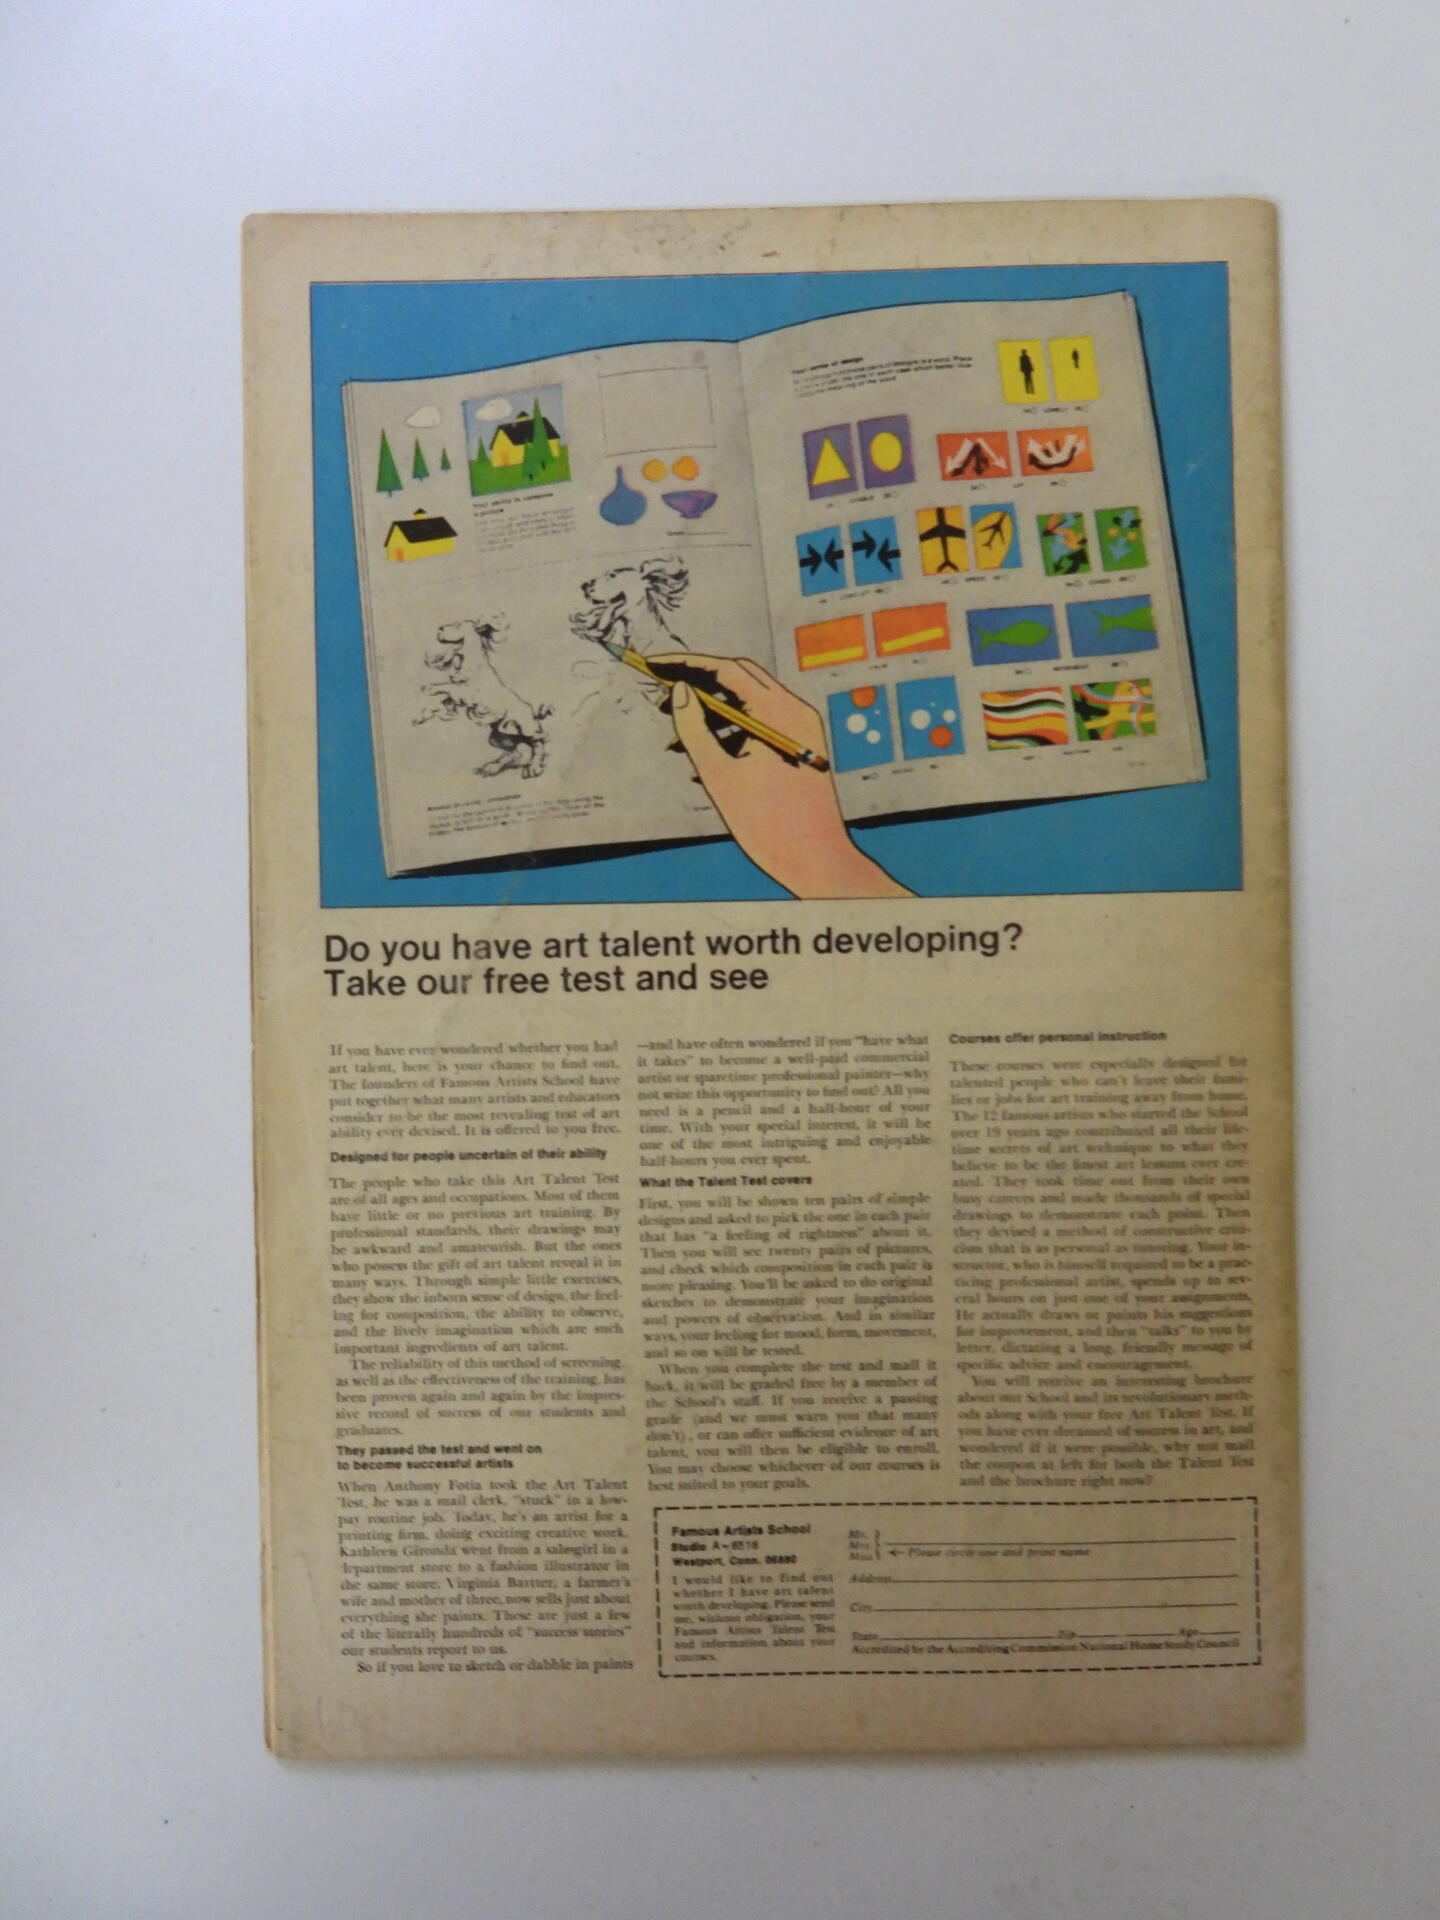 Your ability to compose
a picture
Your sense of design
LONELY
STABLE
JOY
CONFLICT
SPEED
CHAOS
CALM
MOVEMENT
Do you have art talent worth developing?
Take our free test and see
If you have ever wondered whether you had
art talent, here is your chance to find out.
The founders of Famous Artists School have
put together what many artists and educators
consider to be the most revealing test of art
ability ever devised. It is offered to you free.
Designed for people uncertain of their ability
The people who take this Art Talent Test
are of all ages and occupations. Most of them
have little or no previous art training. By
professional standards, their drawings may
be awkward and amateurish. But the ones
who possess the gift of art talent reveal it in
many ways. Through simple little exercises,
they show the inborn sense of design, the feel-
ing for composition, the ability to observe,
and the lively imagination which are such
important ingredients of art talent.
The reliability of this method of screening,
as well as the effectiveness of the training, has
been proven again and again by the impres-
sive record of success of our students and
graduates.
They passed the test and went on
to become successful artists
When Anthony Fotia took the Art Talent
Test, he was a mail clerk, "stuck" in a low-
pay routine job. Today, he's an artist for a
printing firm, doing exciting creative work.
Kathleen Gironda went from a salesgirl in a
department store to a fashion illustrator in
the same store. Virginia Bartter, a farmer's
wife and mother of three, now sells just about
everything she paints. These are just a few
of the literally hundreds of "success stories"
our students report to us.
So if you love to sketch or dabble in paints
—and have often wondered if you "have what
it takes" to become a well-paid commercial
artist or sparetime professional painter—why
not seize this opportunity to find out? All you
need is a pencil and a half-hour of your
time. With your special interest, it will be
one of the most intriguing and enjoyable
half-hours you ever spent.
What the Talent Test covers
First, you will be shown ten pairs of simple
designs and asked to pick the one in each pair
that has "a feeling of rightness" about it.
Then you will see twenty pairs of pictures,
and check which composition in each pair is
more pleasing. You'll be asked to do original
sketches to demonstrate your imagination
and powers of observation. And in similar
ways, your feeling for mood, form, movement,
and so on will be tested.
When you complete the test and mail it
back, it will be graded free by a member of
the School's staff. If you receive a passing
grade (and we must warn you that many
don't), or can offer sufficient evidence of art
talent, you will then be eligible to enroll.
You may choose whichever of our courses is
best suited to your goals.
Courses offer personal instruction
These courses were especially designed for
talented people who can't leave their fami-
lies or jobs for art training away from home.
The 12 famous artists who started the School
over 19 years ago contributed all their life-
time secrets of art technique to what they
believe to be the finest art lessons ever cre-
ated. They took time out from their own
busy careers and made thousands of special
drawings to demonstrate each point. Then
they devised a method of constructive criti-
cism that is as personal as tutoring. Your in-
structor, who is himself required to be a prac-
ticing professional artist, spends up to sev-
eral hours on just one of your assignments.
He actually draws or paints his suggestions
for improvement, and then "talks" to you by
letter, dictating a long, friendly message of
specific advice and encouragement.
You will receive an interesting brochure
about our School and its revolutionary meth-
ods along with your free Art Talent Test. If
you have ever dreamed of success in art, and
wondered if it were possible, why not mail
the coupon at left for both the Talent Test
and the brochure right now?
Famous Artists School
Studio A-6516
Westport, Conn. 06880
I would like to find out
whether I have art talent
worth developing. Please send
me, without obligation, your
Famous Artists Talent Test
and information about your
courses.
Mr.
Mrs.
Miss
Please circle one and print name
Address
City
State Zip Age
Accredited by the Accrediting Commission National Home Study Council